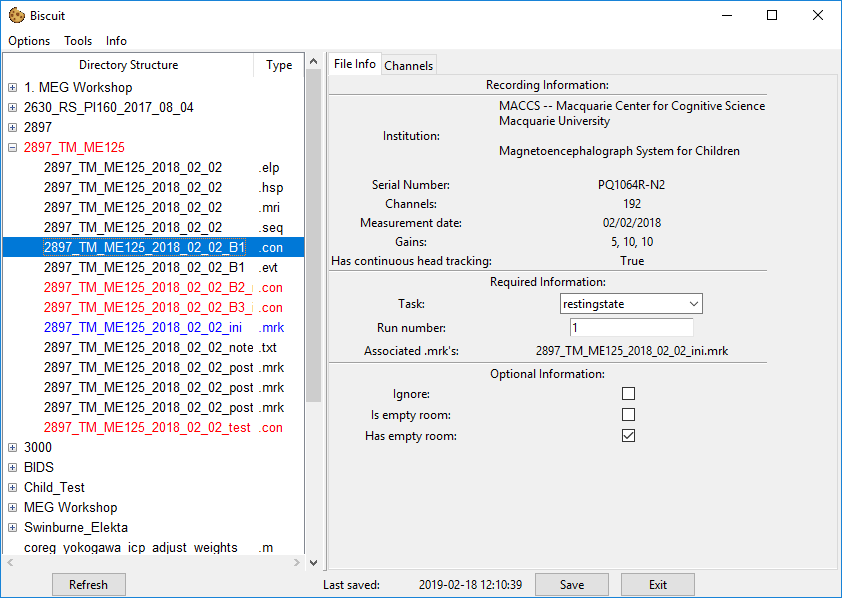 Biscuit
Options Tools Info
Directory Structure Type
1. MEG Workshop
2630_RS_PI160_2017_08_04
2897
2897_TM_ME125
2897_TM_ME125_2018_02_02 .elp
2897_TM_ME125_2018_02_02 .hsp
2897_TM_ME125_2018_02_02 .mri
2897_TM_ME125_2018_02_02 .seq
2897_TM_ME125_2018_02_02_B1 .con
2897_TM_ME125_2018_02_02_B1 .evt
2897_TM_ME125_2018_02_02_B2_ .con
2897_TM_ME125_2018_02_02_B3_ .con
2897_TM_ME125_2018_02_02_ini .mrk
2897_TM_ME125_2018_02_02_note .txt
2897_TM_ME125_2018_02_02_post .mrk
2897_TM_ME125_2018_02_02_post .mrk
2897_TM_ME125_2018_02_02_post .mrk
2897_TM_ME125_2018_02_02_test .con
3000
BIDS
Child_Test
MEG Workshop
Swinburne_Elekta
coreg_yokogawa_icp_adjust_weights .m
File Info Channels
Recording Information:
Institution:
MACCS -- Macquarie Center for Cognitive Science
Macquarie University
Magnetoencephalograph System for Children
Serial Number: PQ1064R-N2
Channels: 192
Measurement date: 02/02/2018
Gains: 5, 10, 10
Has continuous head tracking: True
Required Information:
Task: restingstate
Run number: 1
Associated .mrk's: 2897_TM_ME125_2018_02_02_ini.mrk
Optional Information:
Ignore:
Is empty room:
Has empty room:
Refresh Last saved: 2019-02-18 12:10:39 Save Exit